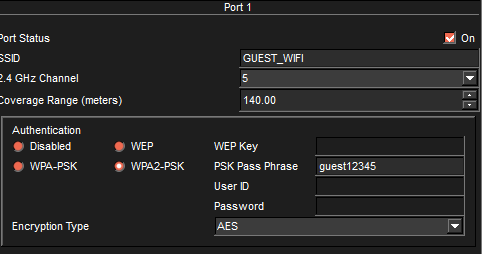 Port 1
Port Status On
SSID GUEST_WIFI
2.4 GHz Channel 5
Coverage Range (meters) 140.00
Authentication
Disabled WEP WEP Key
WPA-PSK WPA2-PSK PSK Pass Phrase guest12345
User ID
Password
Encryption Type AES